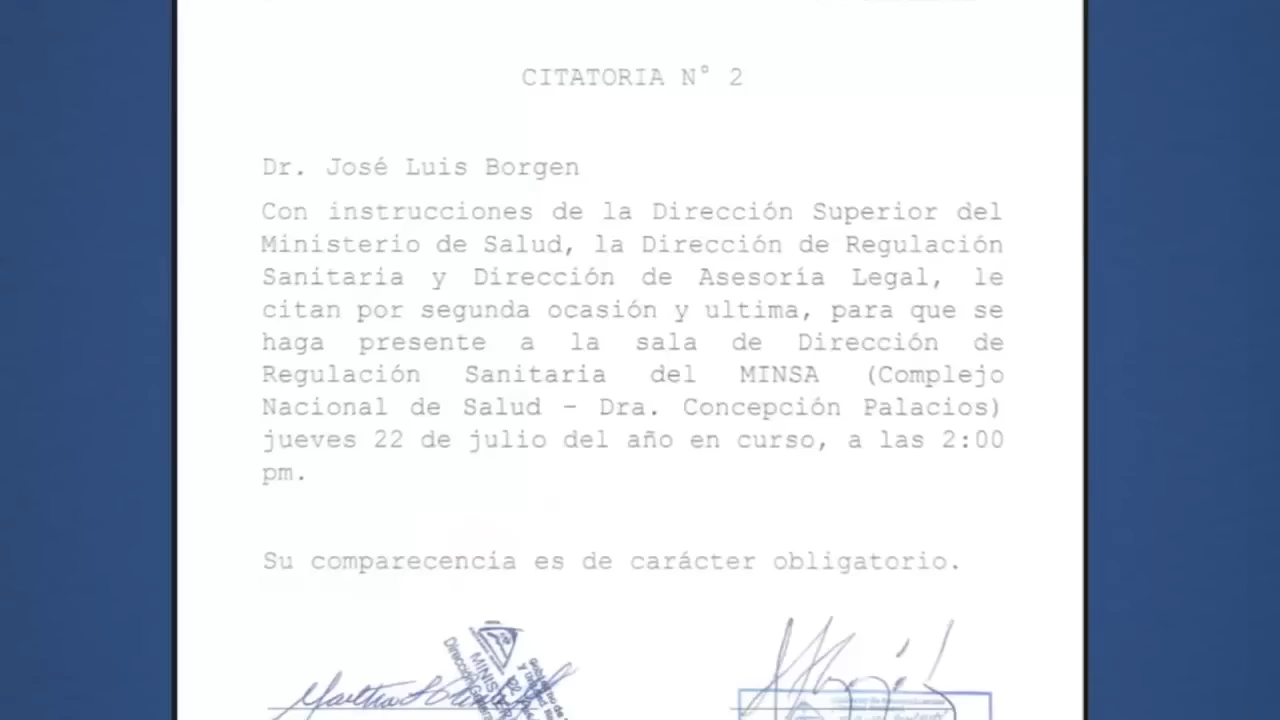 CITATORIA N° 2
Dr. José Luis Borgen
Con instrucciones de la Dirección Superior del
Ministerio de Salud, la Dirección de Regulación
Sanitaria y Dirección de Asesoría Legal, le
citan por segunda ocasión y ultima, para que se
haga presente a la sala de Dirección de
Regulación Sanitaria del MINSA (Complejo
Nacional de Salud – Dra. Concepción Palacios)
jueves 22 de julio del año en curso, a las 2:00
pm.
Su comparecencia es de carácter obligatorio.